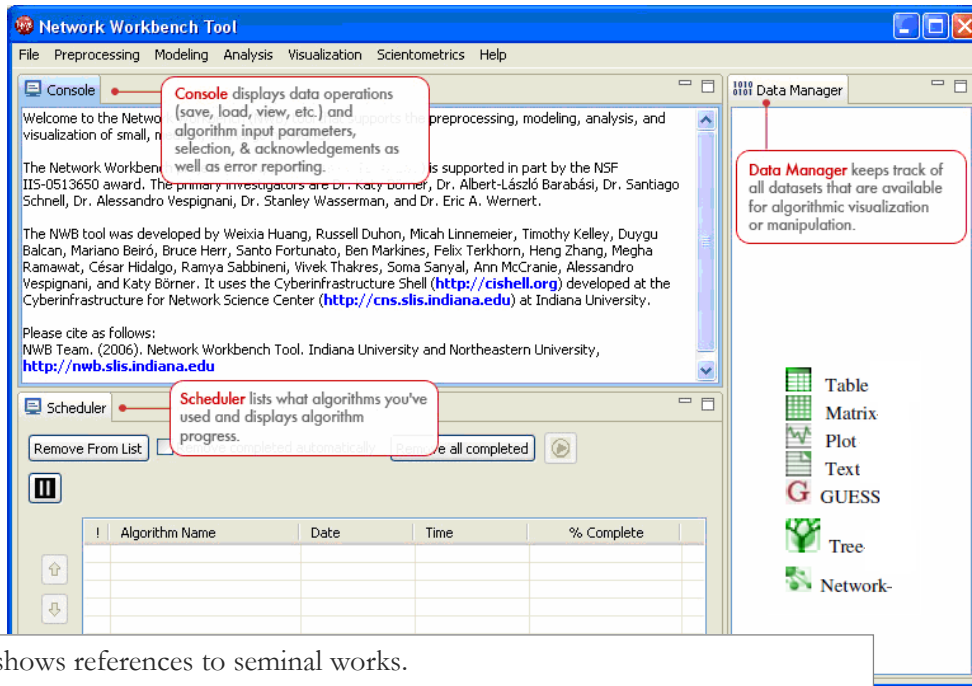 Network Workbench Tool
File Preprocessing Modeling Analysis Visualization Scientometrics Help
Console
Console displays data operations
(save, load, view, etc.) and
algorithm input parameters,
selection, & acknowledgements as
well as error reporting.
Welcome to the Netwo preprocessing, modeling, analysis, and
visualization of small, m
The Network Workben is supported in part by the NSF
IIS-0513650 award. The primary investigators are Dr. Katy Börner, Dr. Albert-László Barabási, Dr. Santiago
Schnell, Dr. Alessandro Vespignani, Dr. Stanley Wasserman, and Dr. Eric A. Wernert.
The NWB tool was developed by Weixia Huang, Russell Duhon, Micah Linnemeier, Timothy Kelley, Duygu
Balcan, Mariano Beiró, Bruce Herr, Santo Fortunato, Ben Markines, Felix Terkhorn, Heng Zhang, Megha
Ramawat, César Hidalgo, Ramya Sabbineni, Vivek Thakres, Soma Sanyal, Ann McCranie, Alessandro
Vespignani, and Katy Börner. It uses the Cyberinfrastructure Shell (http://cishell.org) developed at the
Cyberinfrastructure for Network Science Center (http://cns.slis.indiana.edu) at Indiana University.
Please cite as follows:
NWB Team. (2006). Network Workbench Tool. Indiana University and Northeastern University,
http://nwb.slis.indiana.edu
Scheduler
Scheduler lists what algorithms you've
used and displays algorithm
progress.
Remove From List Remove completed automatically Remove all completed
! Algorithm Name Date Time % Complete
1010
0101 Data Manager
Data Manager keeps track of
all datasets that are available
for algorithmic visualization
or manipulation.
Table
Matrix
Plot
Text
G GUESS
Tree
Network-
shows references to seminal works.